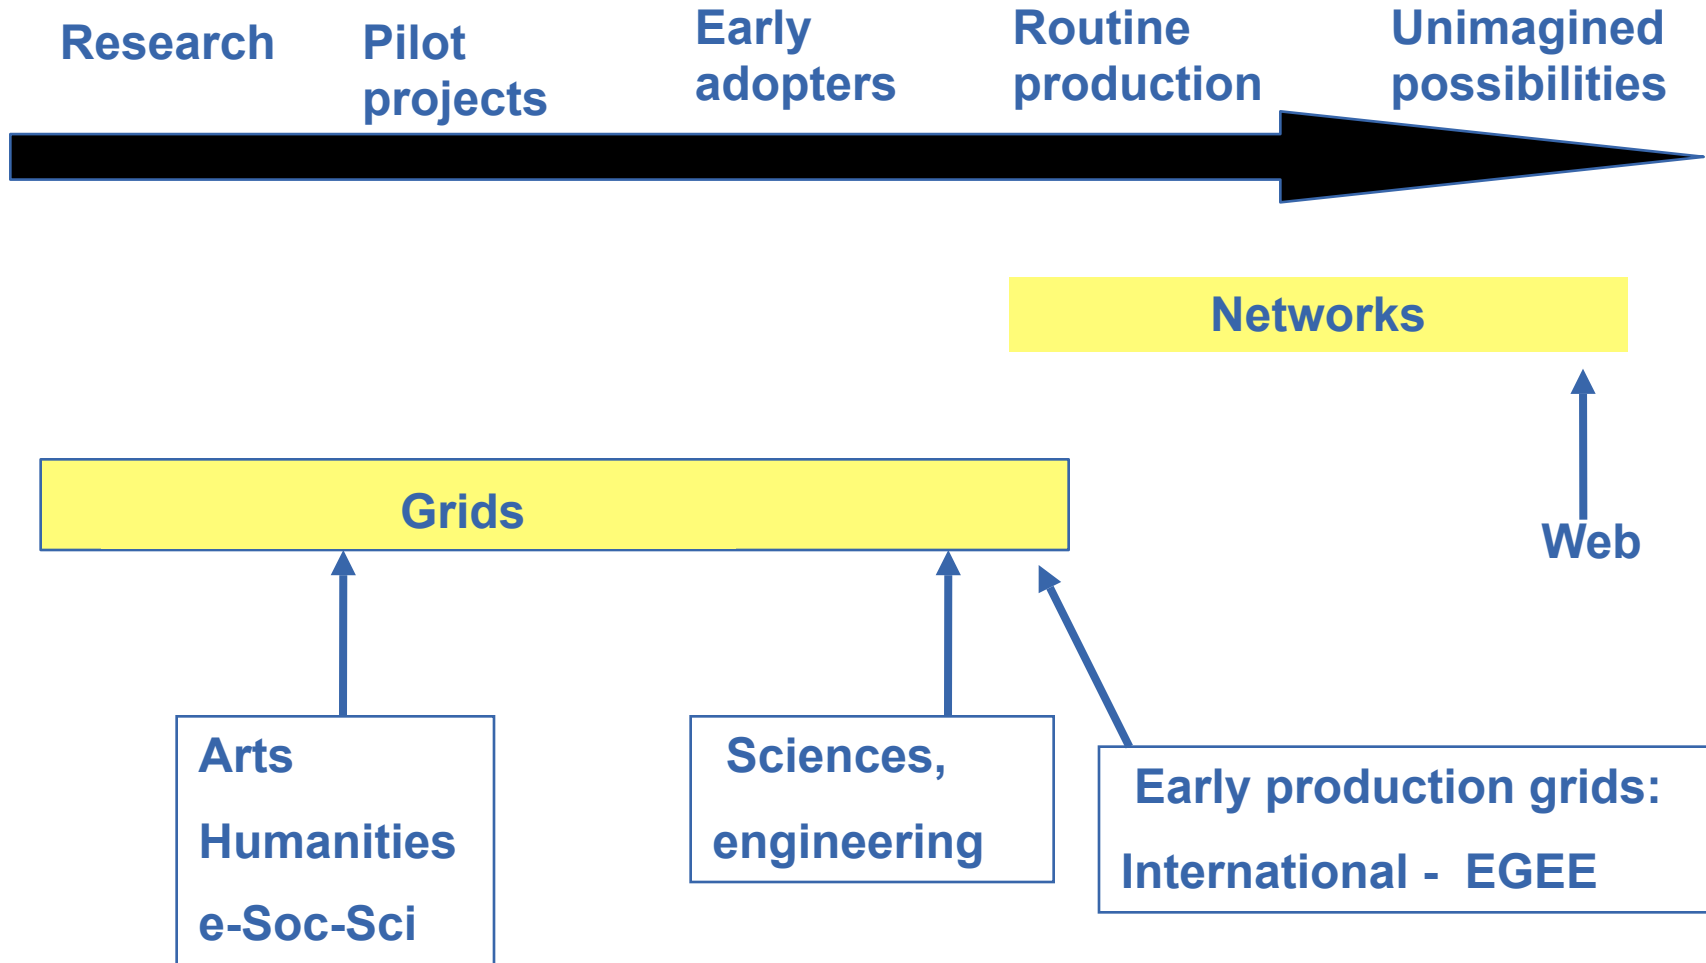 Research
Pilot
projects
Early
adopters
Routine
production
Unimagined
possibilities
Networks
Grids
Web
Arts
Humanities
e-Soc-Sci
Sciences,
engineering
Early production grids:
International - EGEE